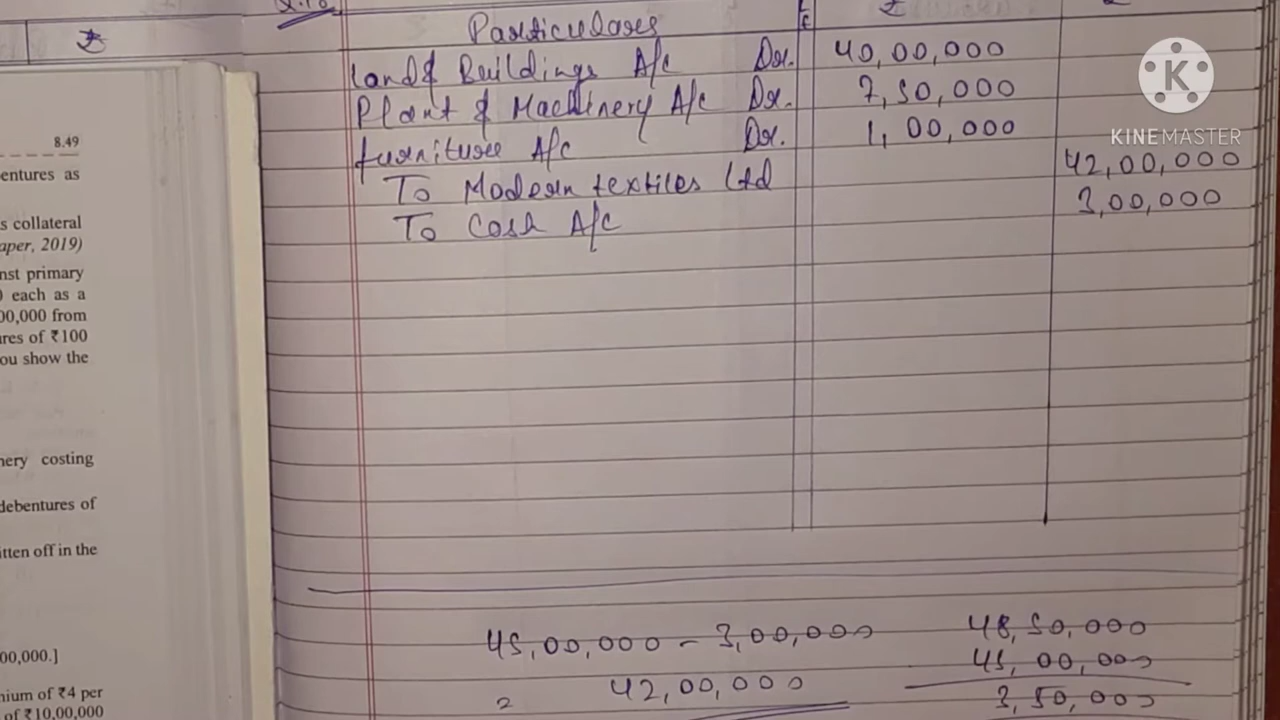 Particulars
₹
₹
Land & Buildings A/c Dr. 40,00,000
Plant & Machinery A/c Dr. 7,50,000
furniture A/c Dr. 1,00,000
To Modern textiles Ltd 42,00,000
To Cash A/c 3,00,000
45,00,000 - 3,00,000
42,00,000
48,50,000
45,00,000
3,50,000
KINEMASTER
8.49
entures as
s collateral
aper, 2019)
nst primary
) each as a
00,000 from
ures of ₹100
ou show the
nery costing
debentures of
itten off in the
00,000.]
nium of ₹4 per
of ₹10,00,000